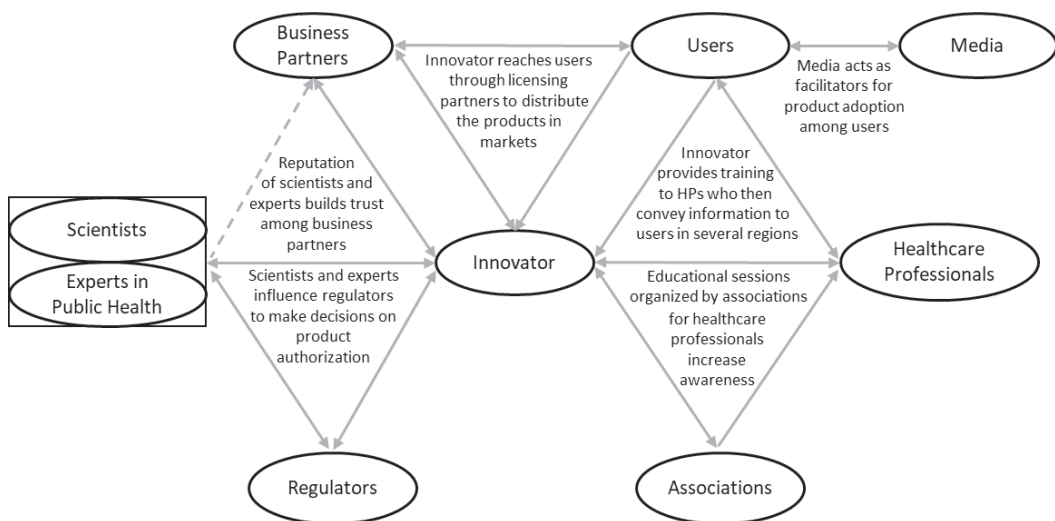 Business
Partners
Users
Media
Innovator reaches users
through licensing
partners to distribute
the products in
markets
Media acts as
facilitators for
product adoption
among users
Reputation
of scientists and
experts builds trust
among business
partners
Innovator
provides training
to HPs who then
convey information to
users in several regions
Scientists
Experts in
Public Health
Innovator
Healthcare
Professionals
Scientists and experts
influence regulators
to make decisions on
product
authorization
Educational sessions
organized by associations
for healthcare
professionals
increase
awareness
Regulators
Associations